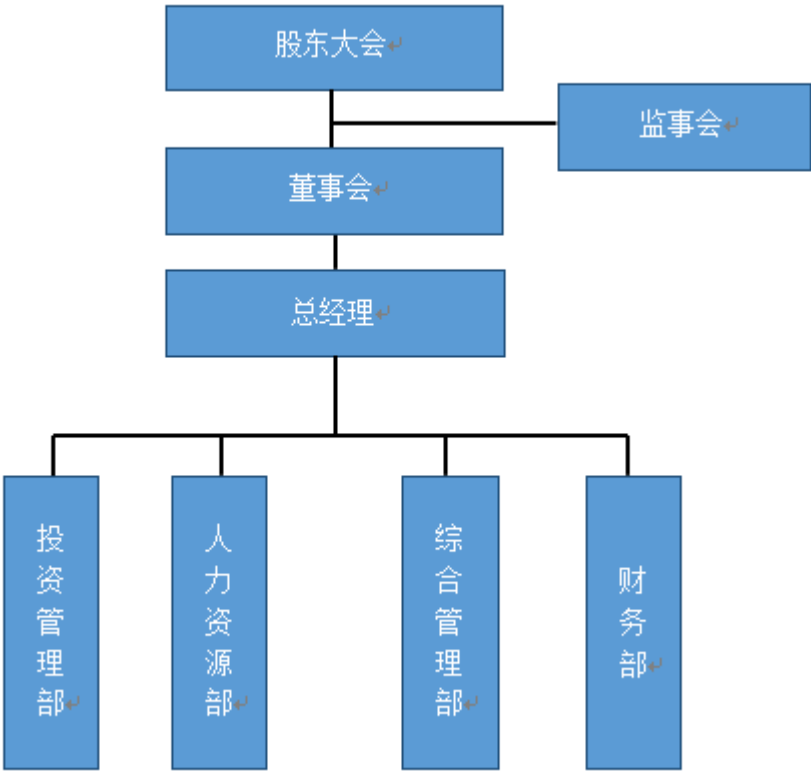 股东大会
监事会
董事会
总经理
投资管理部
人力资源部
综合管理部
财务部